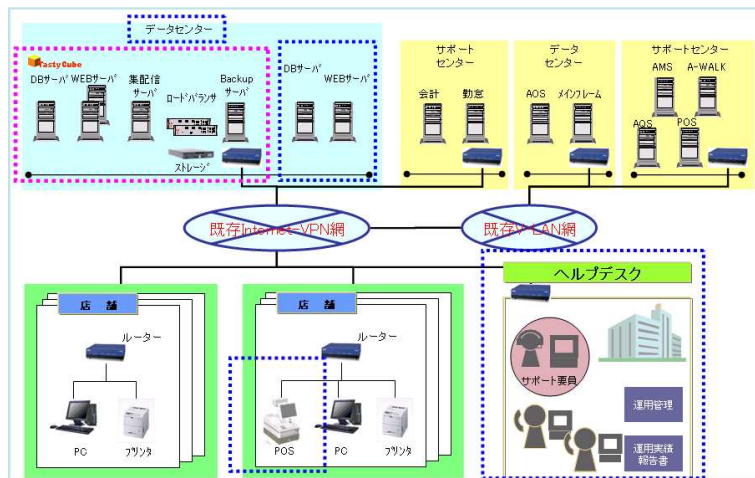 データセンター
Tasty Cube
DBサーバ
WEBサーバ
集配信
サーバ
ロードバランサ
Backup
サーバ
ストレージ
DBサーバ
WEBサーバ
サポート
センター
会計
勤怠
データ
センター
AOS
メインフレーム
サポートセンター
AMS
A-WALK
AOS
POS
既存Internet-VPN網
既存V-LAN網
店舗
ルーター
PC
プリンタ
店舗
ルーター
POS
PC
プリンタ
ヘルプデスク
サポート要員
運用管理
運用実績
報告書